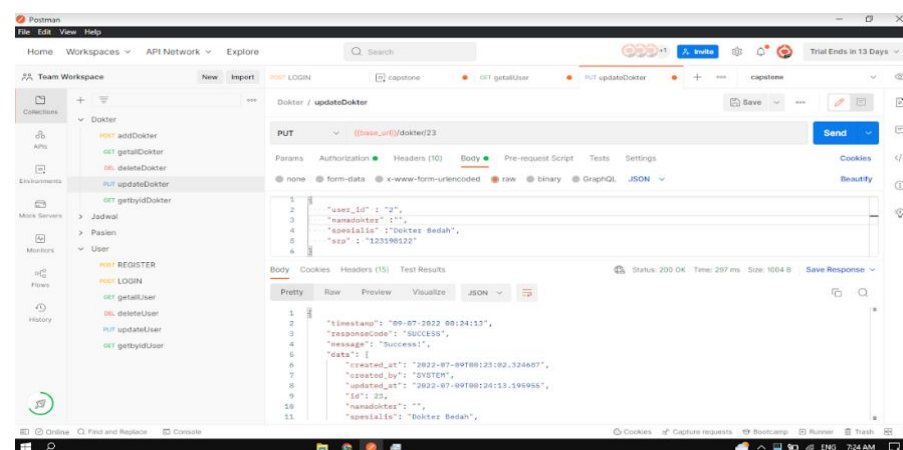 Postman
File Edit View Help
Home Workspaces API Network Explore Search +1 Invite Trial Ends in 13 Days
Team Workspace New Import POST LOGIN capstone GET getallUser PUT updateDokter + capstone
Collections
APIs
Environments
Mock Servers
Monitors
Flows
History
Dokter
POST addDokter
GET getallDokter
DEL deleteDokter
PUT updateDokter
GET getbyidDokter
Jadwal
Pasien
User
POST REGISTER
POST LOGIN
GET getallUser
DEL deleteUser
PUT updateUser
GET getbyidUser
Dokter / updateDokter Save
PUT {{base_url}}/dokter/23 Send
Params Authorization Headers (10) Body Pre-request Script Tests Settings Cookies
none form-data x-www-form-urlencoded raw binary GraphQL JSON Beautify
1 {
2 "user_id" : "2",
3 "namadokter" :"",
4 "spesialis" :"Dokter Bedah",
5 "srp" : "123198122"
6 }
Body Cookies Headers (15) Test Results Status: 200 OK Time: 297 ms Size: 1004 B Save Response
Pretty Raw Preview Visualize JSON
1 {
2 "timestamp": "09-07-2022 00:24:13",
3 "responseCode": "SUCCESS",
4 "message": "Success!",
5 "data": {
6 "created_at": "2022-07-09T00:23:02.324687",
7 "created_by": "SYSTEM",
8 "updated_at": "2022-07-09T00:24:13.195955",
9 "id": 23,
10 "namadokter": "",
11 "spesialis": "Dokter Bedah",
Online Find and Replace Console Cookies Capture requests Bootcamp Runner Trash
ENG 7:24 AM